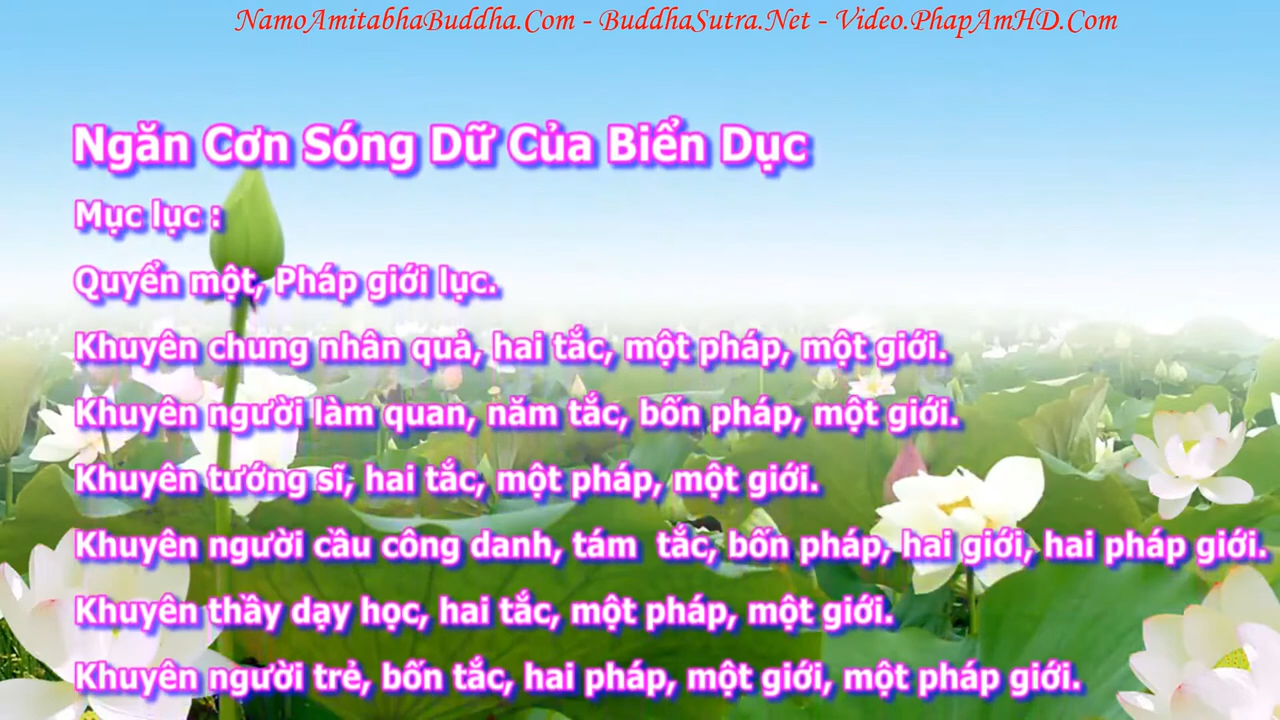 NamoAmitabhaBuddha.Com - BuddhaSutra.Net - Video.PhapAmHD.Com
Ngăn Cơn Sóng Dữ Của Biển Dục
Mục lục :
Quyển một, Pháp giới lục.
Khuyên chung nhân quả, hai tắc, một pháp, một giới.
Khuyên người làm quan, năm tắc, bốn pháp, một giới.
Khuyên tướng sĩ, hai tắc, một pháp, một giới.
Khuyên người cầu công danh, tám  tắc, bốn pháp, hai giới, hai pháp giới.
Khuyên thầy dạy học, hai tắc, một pháp, một giới.
Khuyên người trẻ, bốn tắc, hai pháp, một giới, một pháp giới.